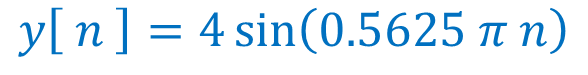 y[ n ] = 4 sin(0.5625 π n)